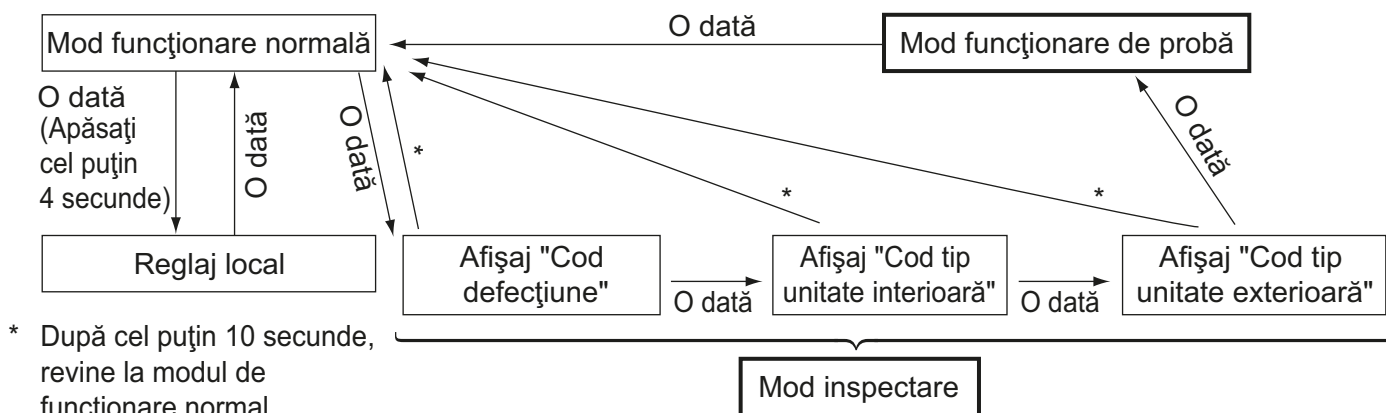 Mod funcţionare normală
O dată
Mod funcţionare de probă
O dată
(Apăsaţi
cel puţin
4 secunde)
O dată
O dată
*
*
*
O dată
Reglaj local
Afişaj "Cod
defecţiune"
O dată
Afişaj "Cod tip
unitate interioară"
O dată
Afişaj "Cod tip
unitate exterioară"
* După cel puţin 10 secunde,
revine la modul de
funcţionare normal
Mod inspectare